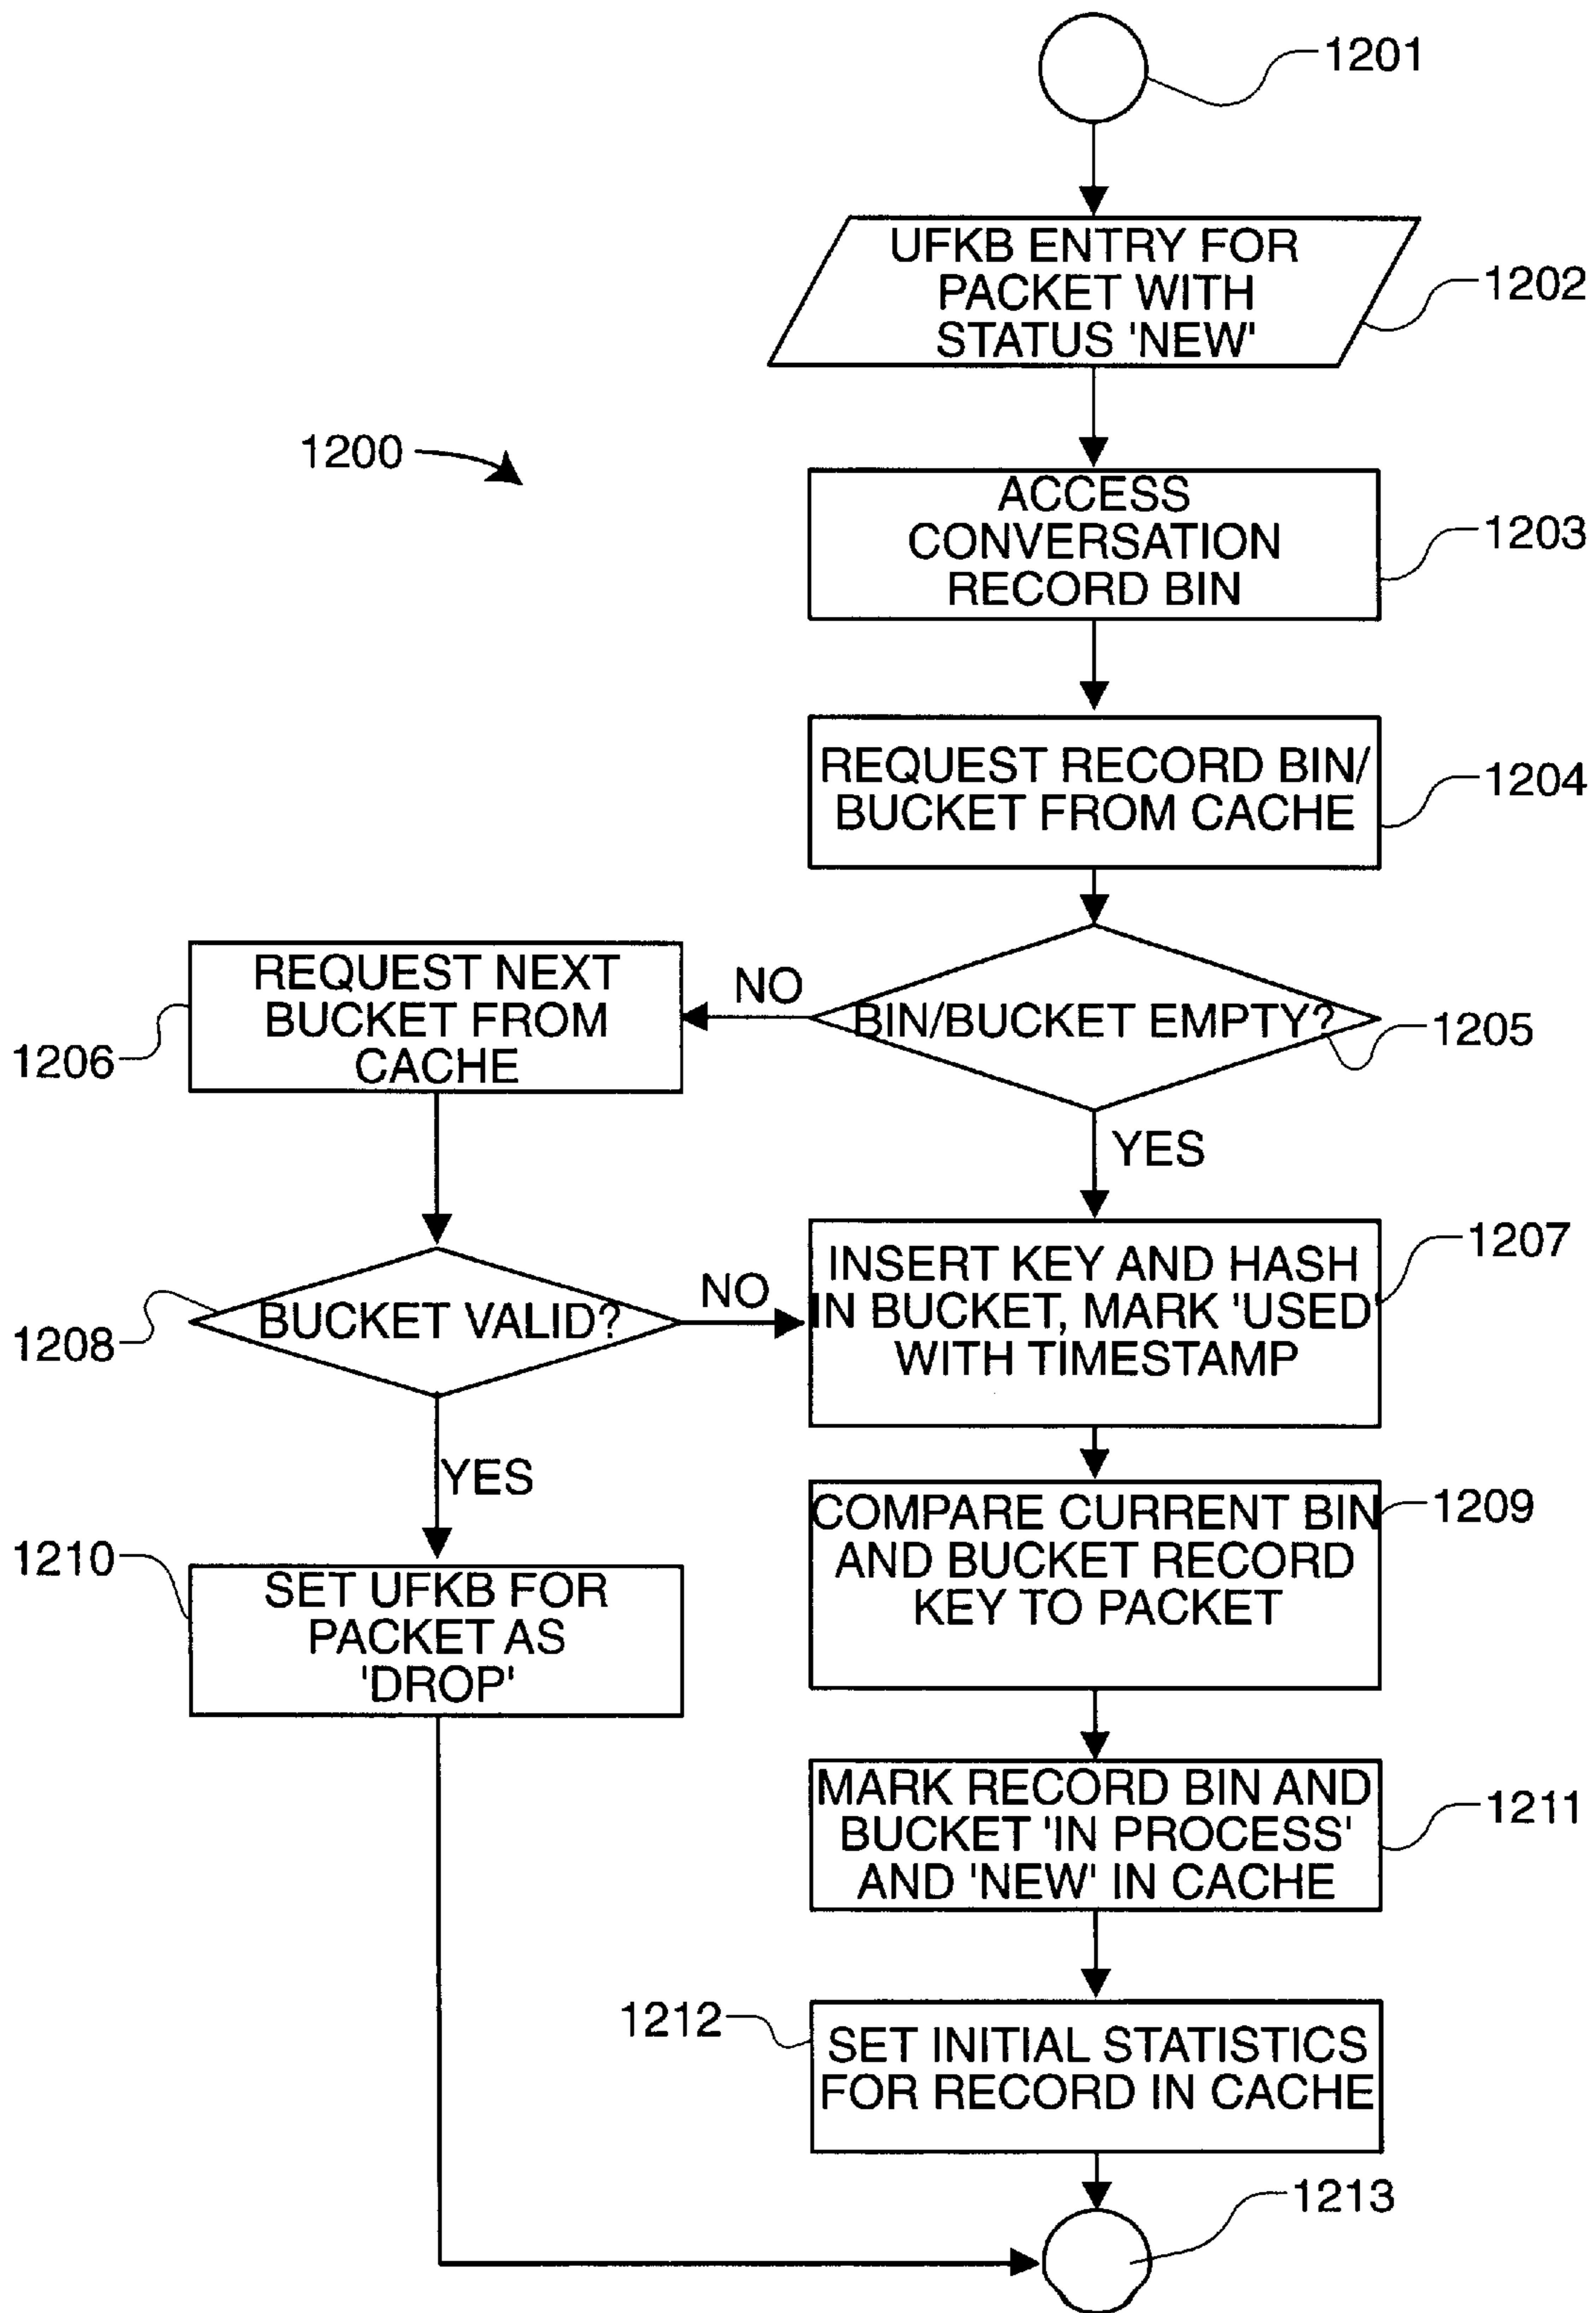 1201
UFKB ENTRY FOR
PACKET WITH
STATUS 'NEW'
1202
1200
ACCESS
CONVERSATION
RECORD BIN
1203
REQUEST RECORD BIN/
BUCKET FROM CACHE
1204
REQUEST NEXT
BUCKET FROM
CACHE
1206
NO
BIN/BUCKET EMPTY?
1205
YES
BUCKET VALID?
1208
NO
INSERT KEY AND HASH
IN BUCKET, MARK 'USED'
WITH TIMESTAMP
1207
YES
COMPARE CURRENT BIN
AND BUCKET RECORD
KEY TO PACKET
1209
1210
SET UFKB FOR
PACKET AS
'DROP'
MARK RECORD BIN AND
BUCKET 'IN PROCESS'
AND 'NEW' IN CACHE
1211
1212
SET INITIAL STATISTICS
FOR RECORD IN CACHE
1213